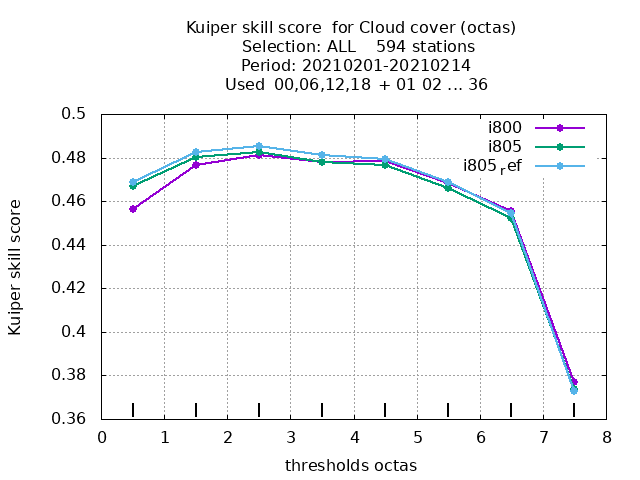 Kuiper skill score  for Cloud cover (octas)
Selection: ALL    594 stations
Period: 20210201-20210214
Used  00,06,12,18  + 01 02 ... 36
i800
i805
i805ref
Kuiper skill score
0.5
0.48
0.46
0.44
0.42
0.4
0.38
0.36
0 1 2 3 4 5 6 7 8
thresholds octas